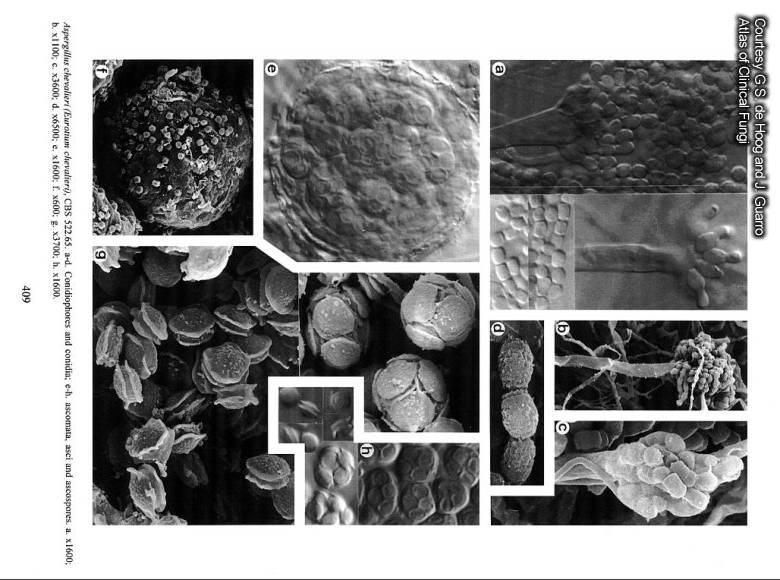 Courtesy G.S. de Hoog and J. Guarro
Atlas of Clinical Fungi
a
b
c
d
e
f
g
h
Aspergillus chevalieri (Eurotium chevalieri), CBS 522.65. a-d. Conidiophores and conidia; e-h. ascomata, asci and ascospores. a. x1600;
b. x1100; c. x3600; d. x6500; e. x1600; f. x600; g. x3700; h. x1600.
409